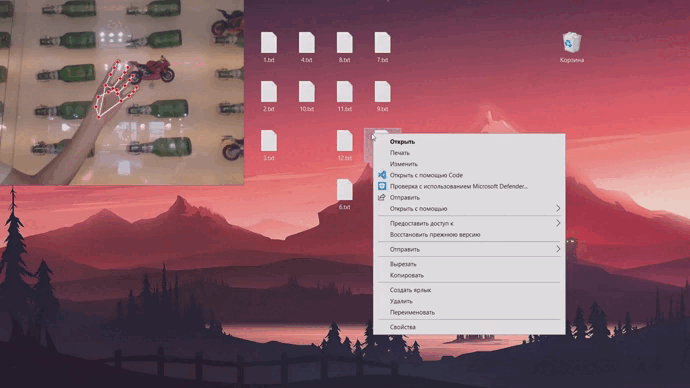 1.txt
4.txt
8.txt
7.txt
Корзина
2.txt
10.txt
11.txt
9.txt
3.txt
12.txt
6.txt
Открыть
Печать
Изменить
Открыть с помощью Code
Проверка с использованием Microsoft Defender...
Отправить
Открыть с помощью
Предоставить доступ к
Восстановить прежнюю версию
Отправить
Вырезать
Копировать
Создать ярлык
Удалить
Переименовать
Свойства